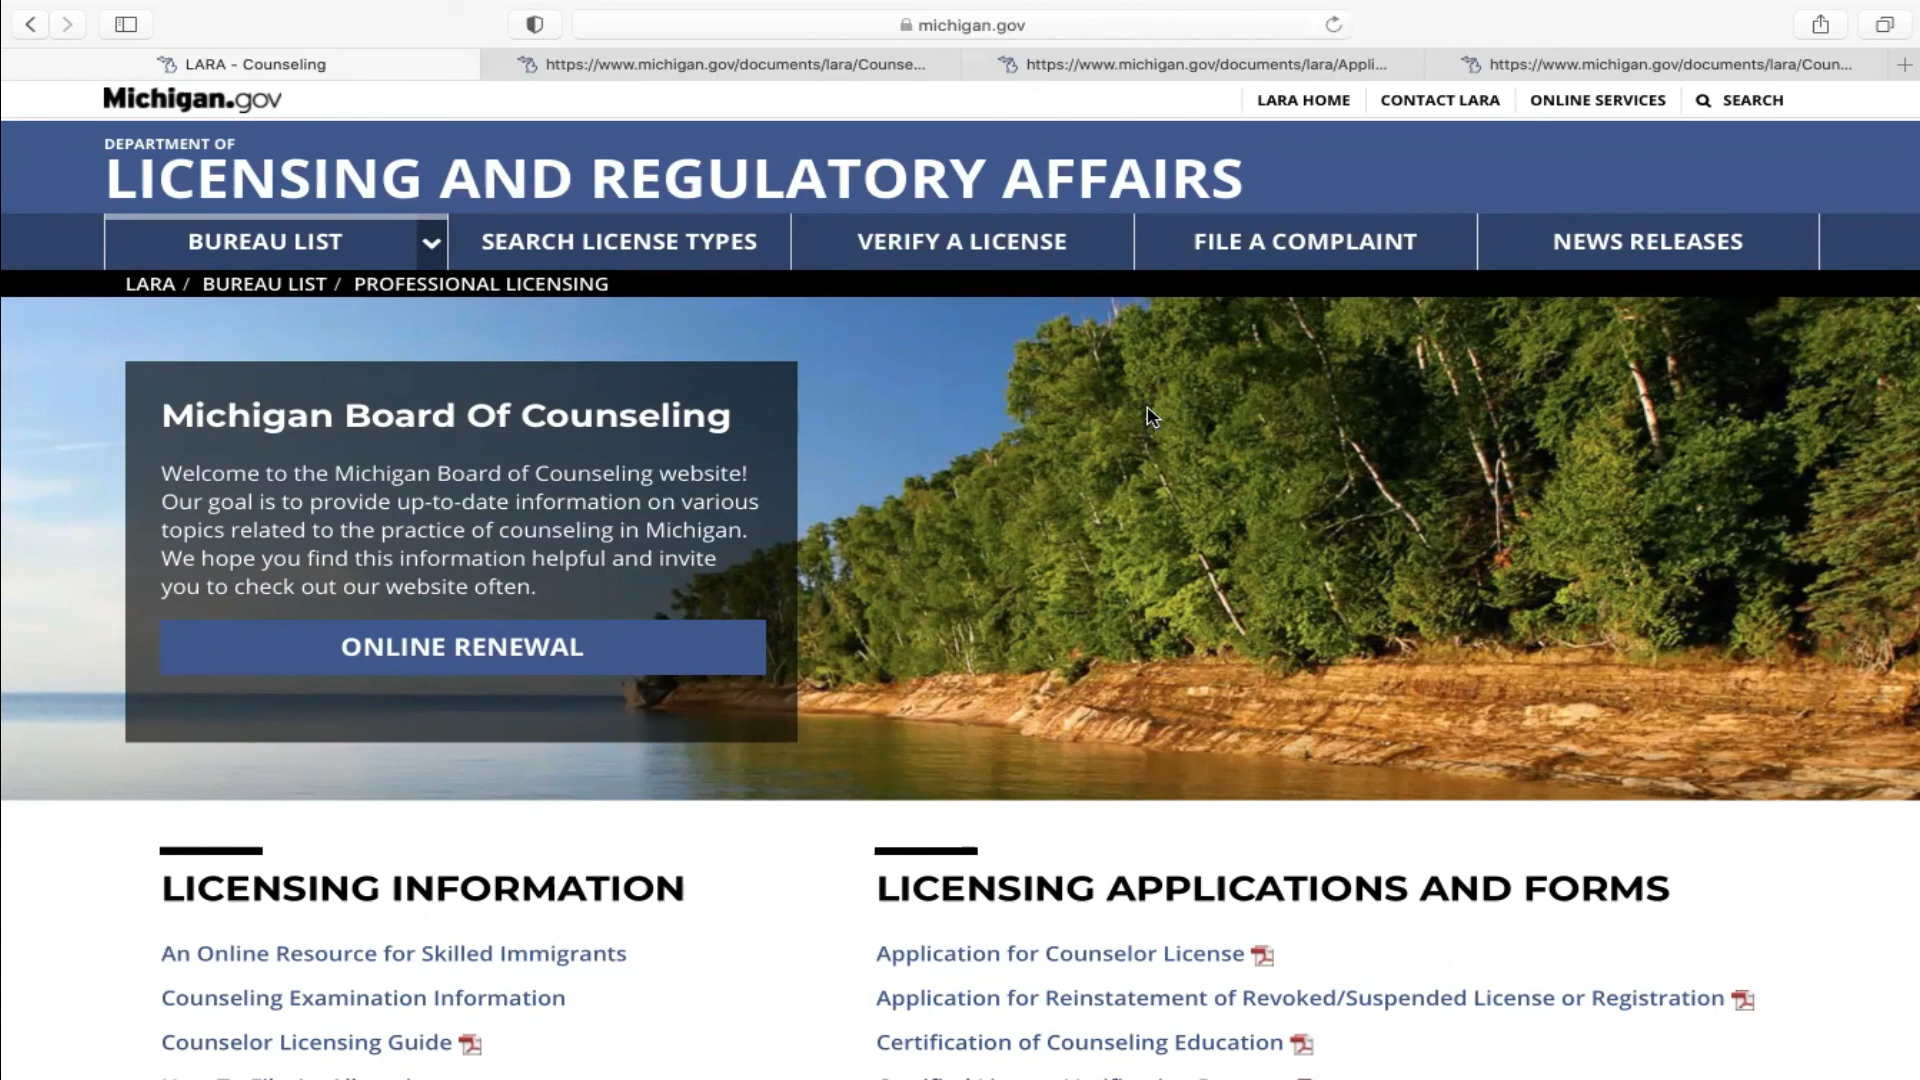 michigan.gov
LARA - Counseling
https://www.michigan.gov/documents/lara/Counse...
https://www.michigan.gov/documents/lara/Appli...
https://www.michigan.gov/documents/lara/Coun...
Michigan.gov
LARA HOME
CONTACT LARA
ONLINE SERVICES
SEARCH
DEPARTMENT OF
LICENSING AND REGULATORY AFFAIRS
BUREAU LIST
SEARCH LICENSE TYPES
VERIFY A LICENSE
FILE A COMPLAINT
NEWS RELEASES
LARA / BUREAU LIST / PROFESSIONAL LICENSING
Michigan Board Of Counseling
Welcome to the Michigan Board of Counseling website!
Our goal is to provide up-to-date information on various
topics related to the practice of counseling in Michigan.
We hope you find this information helpful and invite
you to check out our website often.
ONLINE RENEWAL
LICENSING INFORMATION
An Online Resource for Skilled Immigrants
Counseling Examination Information
Counselor Licensing Guide
LICENSING APPLICATIONS AND FORMS
Application for Counselor License
Application for Reinstatement of Revoked/Suspended License or Registration
Certification of Counseling Education